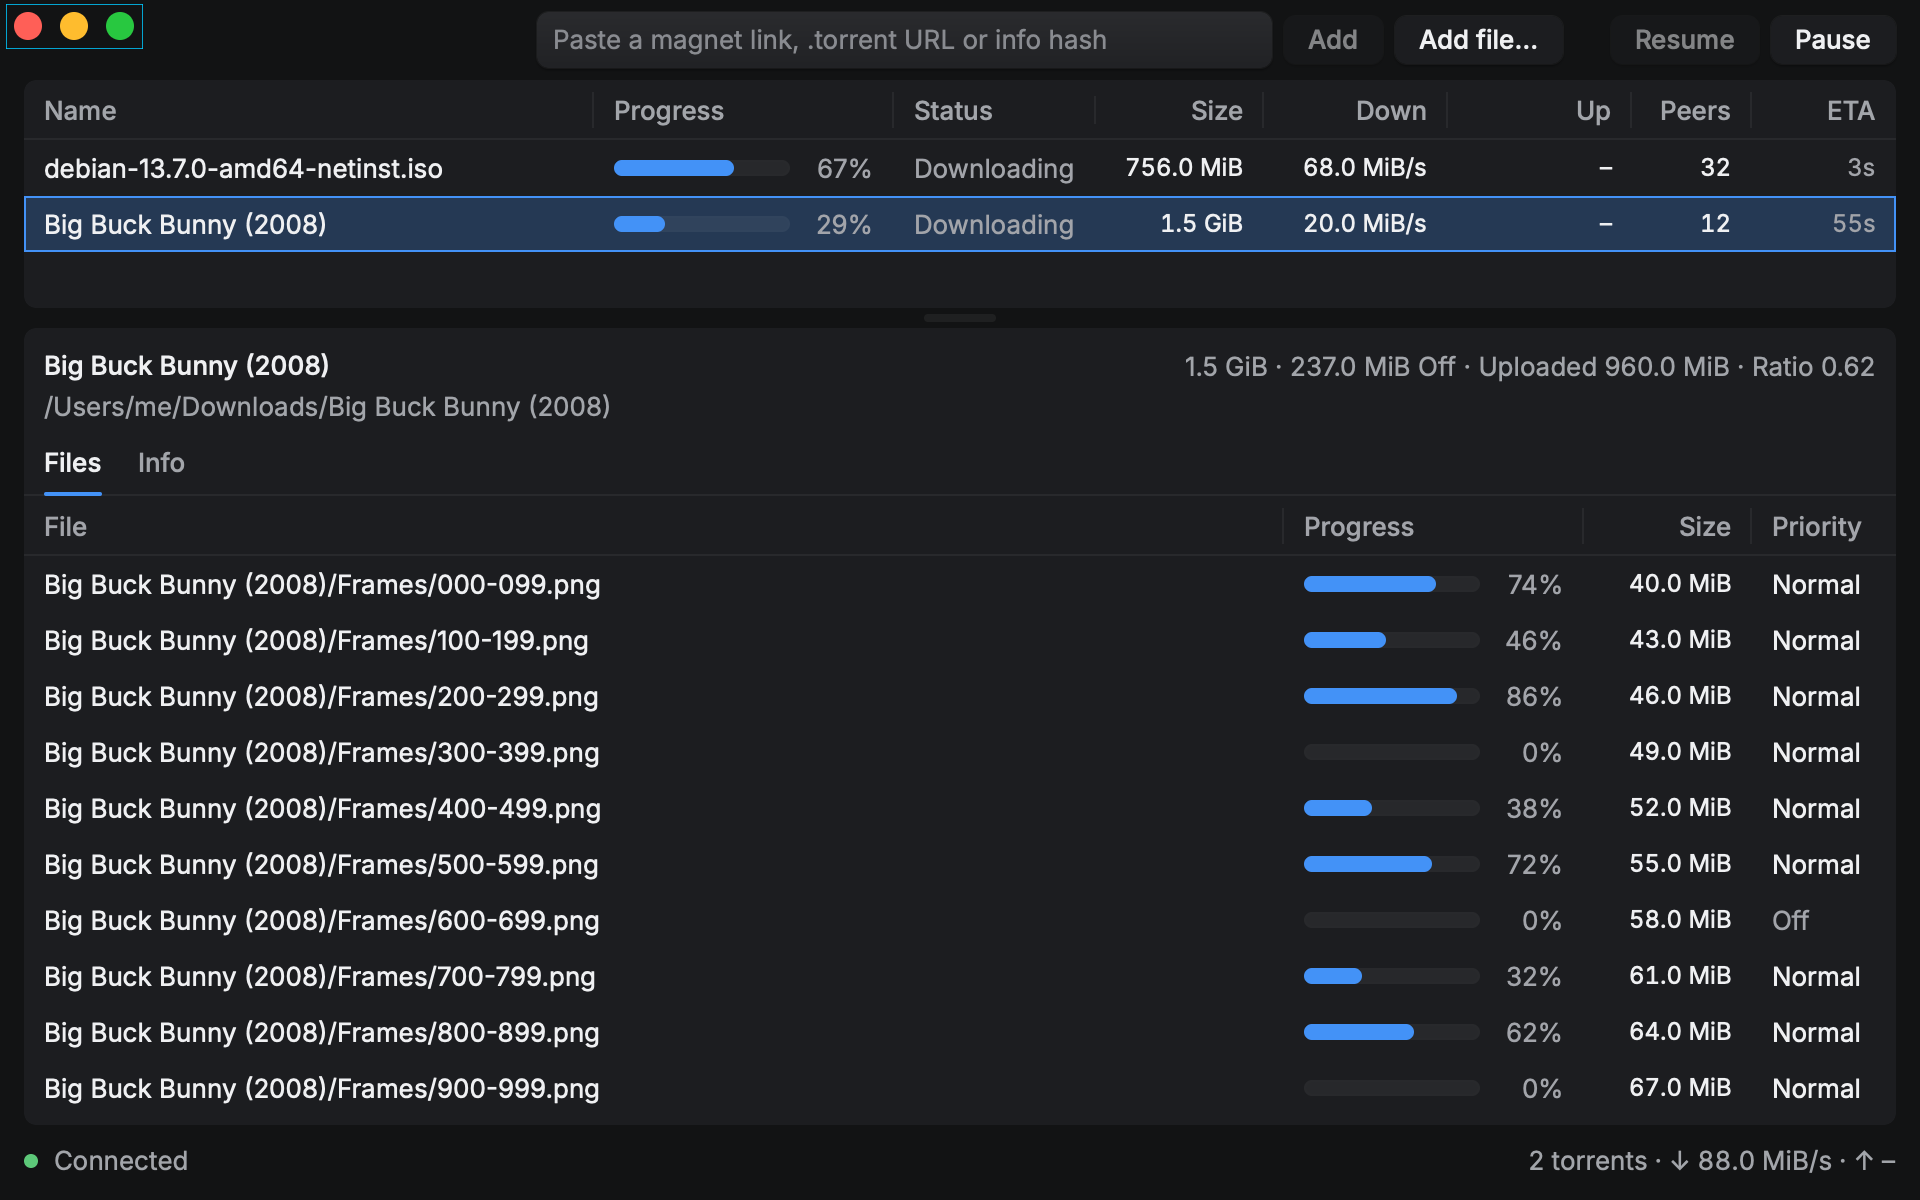 Paste a magnet link, .torrent URL or info hash Add Add file... Resume Pause
Name Progress Status Size Down Up Peers ETA
debian-13.7.0-amd64-netinst.iso 67% Downloading 756.0 MiB 68.0 MiB/s – 32 3s
Big Buck Bunny (2008) 29% Downloading 1.5 GiB 20.0 MiB/s – 12 55s
Big Buck Bunny (2008) 1.5 GiB · 237.0 MiB Off · Uploaded 960.0 MiB · Ratio 0.62
/Users/me/Downloads/Big Buck Bunny (2008)
Files Info
File Progress Size Priority
Big Buck Bunny (2008)/Frames/000-099.png 74% 40.0 MiB Normal
Big Buck Bunny (2008)/Frames/100-199.png 46% 43.0 MiB Normal
Big Buck Bunny (2008)/Frames/200-299.png 86% 46.0 MiB Normal
Big Buck Bunny (2008)/Frames/300-399.png 0% 49.0 MiB Normal
Big Buck Bunny (2008)/Frames/400-499.png 38% 52.0 MiB Normal
Big Buck Bunny (2008)/Frames/500-599.png 72% 55.0 MiB Normal
Big Buck Bunny (2008)/Frames/600-699.png 0% 58.0 MiB Off
Big Buck Bunny (2008)/Frames/700-799.png 32% 61.0 MiB Normal
Big Buck Bunny (2008)/Frames/800-899.png 62% 64.0 MiB Normal
Big Buck Bunny (2008)/Frames/900-999.png 0% 67.0 MiB Normal
Connected 2 torrents · ↓ 88.0 MiB/s · ↑ –